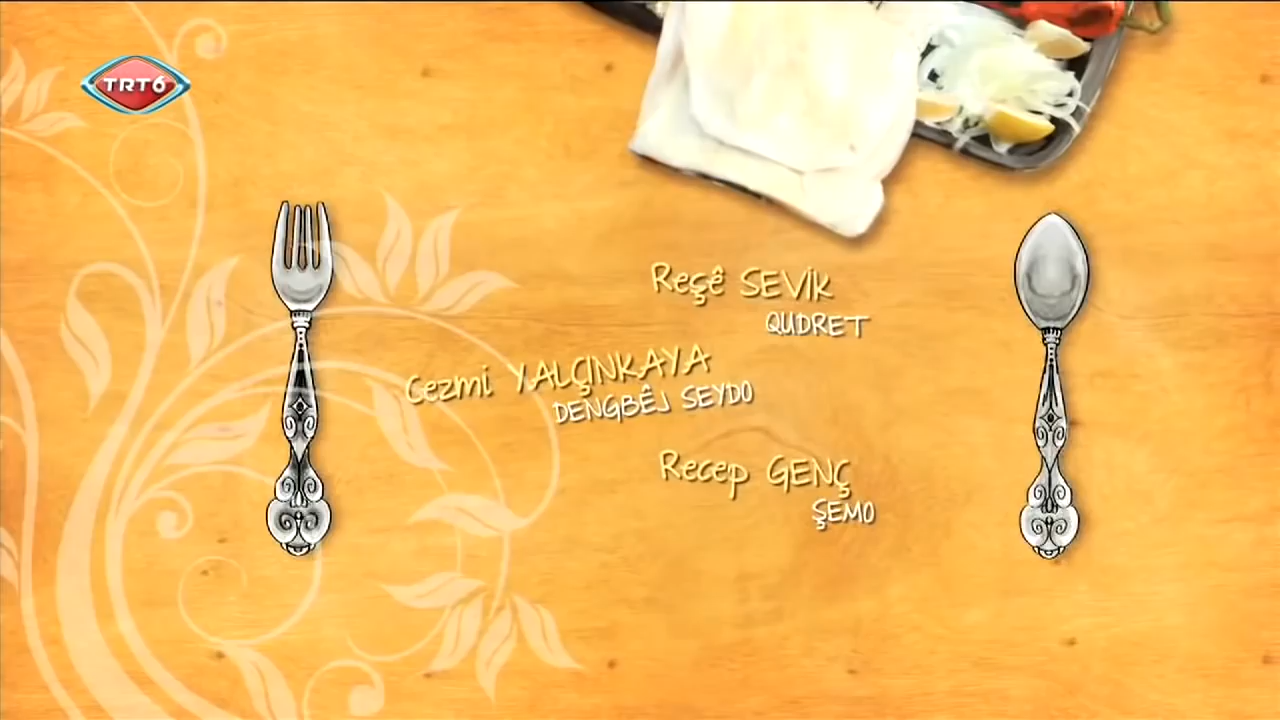 TRT6
Reçê SEVİK
QUDRET
Cezmi YALÇINKAYA
DENGBÊJ SEYDO
Recep GENÇ
ŞEMO